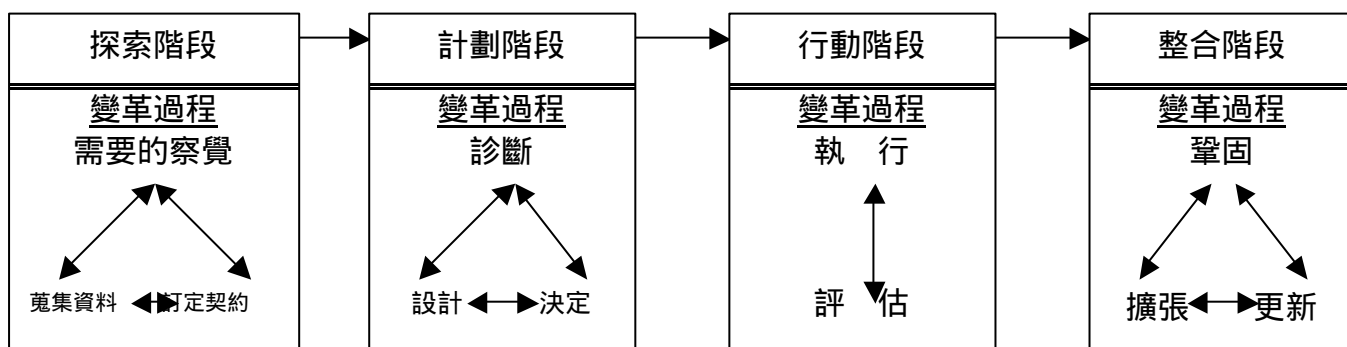 探索階段
變革過程
需要的察覺
蒐集資料 訂定契約
計劃階段
變革過程
診斷
設計 決定
行動階段
變革過程
執 行
評 估
整合階段
變革過程
鞏固
擴張 更新